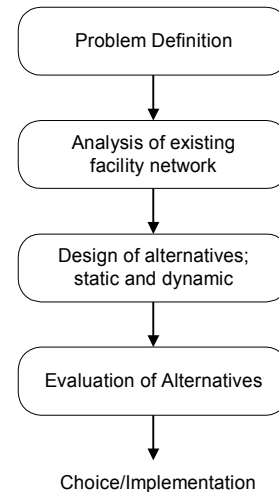 Problem Definition
Analysis of existing
facility network
Design of alternatives;
static and dynamic
Evaluation of Alternatives
Choice/Implementation